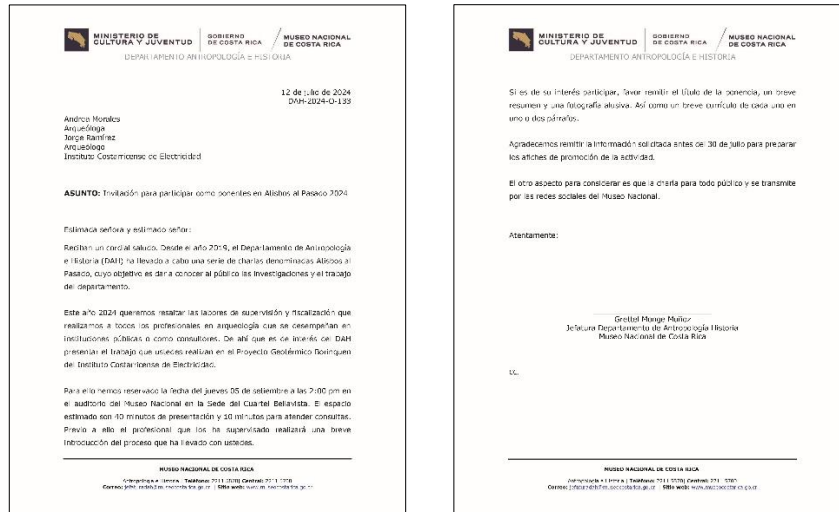 MINISTERIO DE
CULTURA Y JUVENTUD
GOBIERNO
DE COSTA RICA
MUSEO NACIONAL
DE COSTA RICA
DEPARTAMENTO ANTROPOLOGÍA E HISTORIA
12 de julio de 2024
DAH-2024-O-133
Andrea Morales
Arqueóloga
Jorge Ramírez
Arqueólogo
Instituto Costarricense de Electricidad
ASUNTO: Invitación para participar como ponentes en Atisbos al Pasado 2024
Estimada señora y estimado señor:
Reciban un cordial saludo. Desde el año 2019, el Departamento de Antropología
e Historia (DAH) ha llevado a cabo una serie de charlas denominadas Atisbos al
Pasado, cuyo objetivo es dar a conocer al público las investigaciones y el trabajo
del departamento.
Este año 2024 queremos resaltar las labores de supervisión y fiscalización que
realizamos a todos los profesionales en arqueología que se desempeñan en
instituciones públicas o como consultores. De ahí que es de interés del DAH
presentar el trabajo que ustedes realizan en el Proyecto Geotérmico Borinquen
del Instituto Costarricense de Electricidad.
Para ello hemos reservado la fecha del jueves 05 de setiembre a las 2:00 pm en
el auditorio del Museo Nacional en la Sede del Cuartel Bellavista. El espacio
estimado son 40 minutos de presentación y 10 minutos para atender consultas.
Previo a ello el profesional que los ha supervisado realizará una breve
introducción del proceso que ha llevado con ustedes.
MUSEO NACIONAL DE COSTA RICA
Antropología e Historia | Teléfono: | Central:
Correo: | Sitio web:
MINISTERIO DE
CULTURA Y JUVENTUD
GOBIERNO
DE COSTA RICA
MUSEO NACIONAL
DE COSTA RICA
DEPARTAMENTO ANTROPOLOGÍA E HISTORIA
Si es de su interés participar, favor remitir el título de la ponencia, un breve
resumen y una fotografía alusiva. Así como un breve currículo de cada uno en
uno o dos párrafos.
Agradecemos remitir la información solicitada antes del 30 de julio para preparar
los afiches de promoción de la actividad.
El otro aspecto para considerar es que la charla para todo público y se transmite
por las redes sociales del Museo Nacional.
Atentamente:
Grettel Monge Muñoz
Jefatura Departamento de Antropología Historia
Museo Nacional de Costa Rica
CC.
MUSEO NACIONAL DE COSTA RICA
Antropología e Historia | Teléfono: | Central:
Correo: | Sitio web: